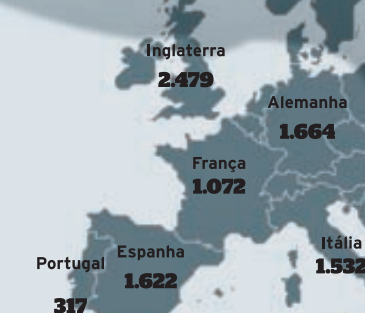 Inglaterra
2.479
Alemanha
1.664
França
1.072
Itália
1.532
Espanha
1.622
Portugal
317